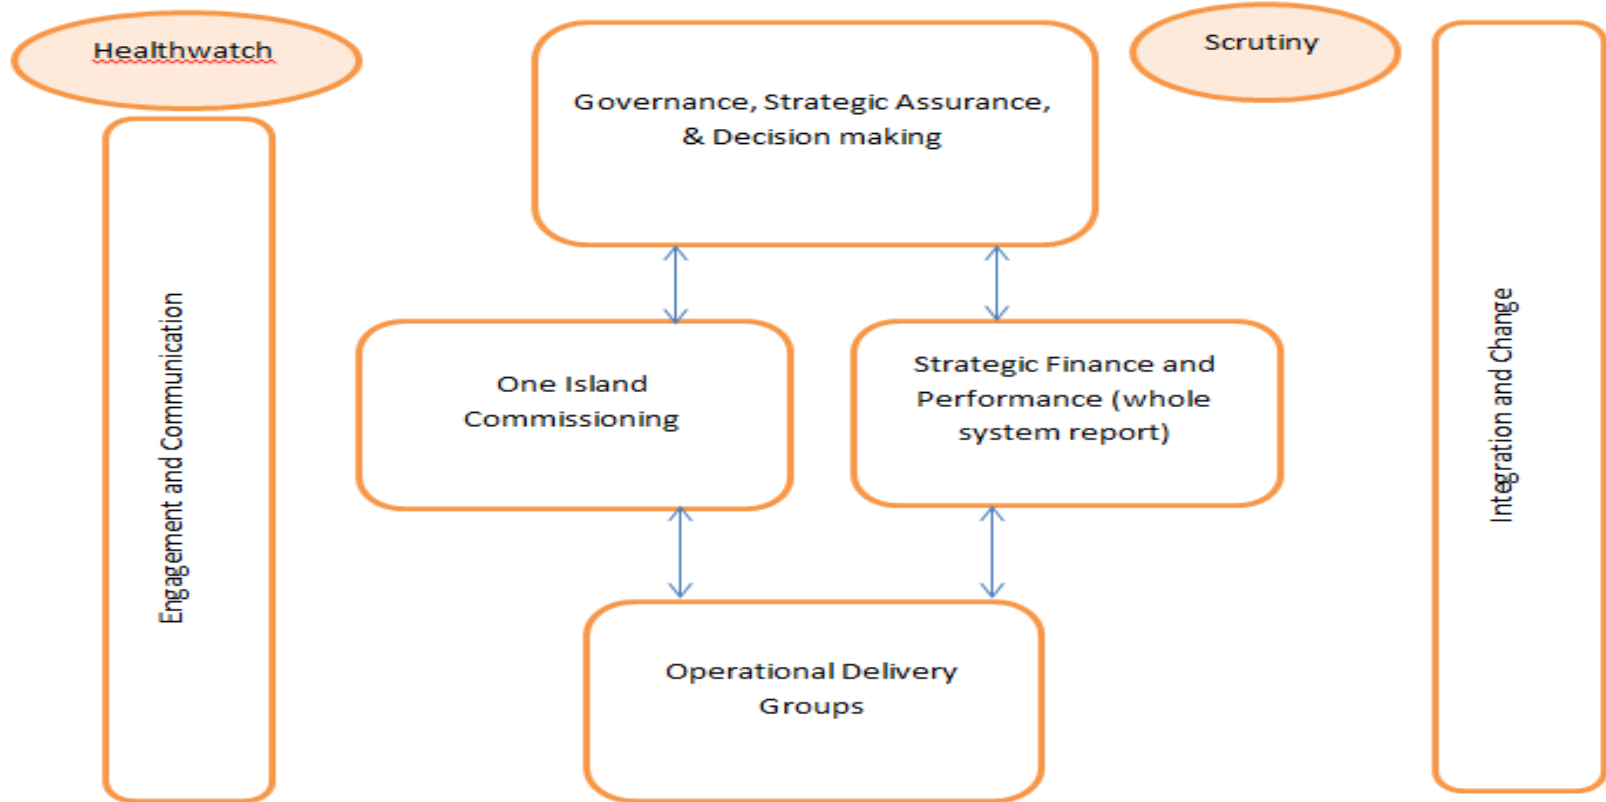 Healthwatch
Scrutiny
Governance, Strategic Assurance,
& Decision making
Engagement and Communication
One Island
Commissioning
Strategic Finance and
Performance (whole
system report)
Integration and Change
Operational Delivery
Groups